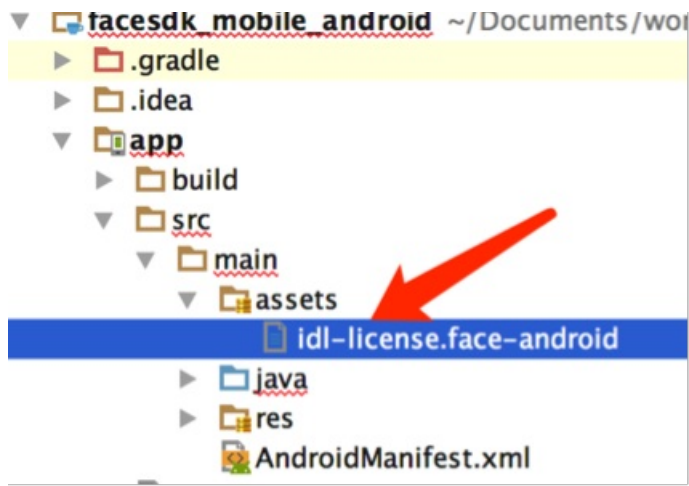 facesdk_mobile_android ~/Documents/wor
.gradle
.idea
app
build
src
main
assets
idl-license.face-android
java
res
AndroidManifest.xml